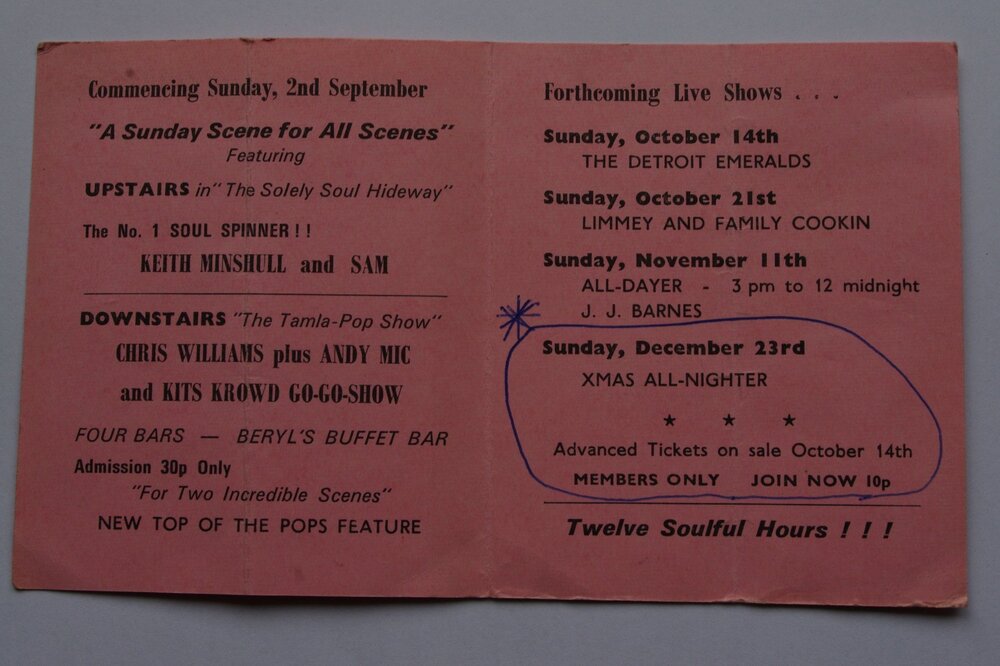 Commencing Sunday, 2nd September
"A Sunday Scene for All Scenes"
Featuring
UPSTAIRS in "The Solely Soul Hideway"
The No. 1 SOUL SPINNER ! !
KEITH MINSHULL and SAM
DOWNSTAIRS "The Tamla-Pop Show"
CHRIS WILLIAMS plus ANDY MIC
and KITS KROWD GO-GO-SHOW
FOUR BARS — BERYL'S BUFFET BAR
Admission 30p Only
"For Two Incredible Scenes"
NEW TOP OF THE POPS FEATURE
Forthcoming Live Shows . . .
Sunday, October 14th
THE DETROIT EMERALDS
Sunday, October 21st
LIMMEY AND FAMILY COOKIN
Sunday, November 11th
ALL-DAYER - 3 pm to 12 midnight
J. J. BARNES
Sunday, December 23rd
XMAS ALL-NIGHTER
★ ★ ★
Advanced Tickets on sale October 14th
MEMBERS ONLY JOIN NOW 10p
Twelve Soulful Hours ! ! !